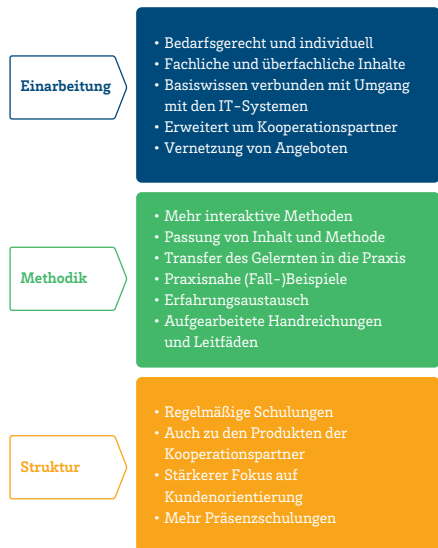 Einarbeitung
• Bedarfsgerecht und individuell
• Fachliche und überfachliche Inhalte
• Basiswissen verbunden mit Umgang
mit den IT-Systemen
• Erweitert um Kooperationspartner
• Vernetzung von Angeboten
Methodik
• Mehr interaktive Methoden
• Passung von Inhalt und Methode
• Transfer des Gelernten in die Praxis
• Praxisnahe (Fall-)Beispiele
• Erfahrungsaustausch
• Aufgearbeitete Handreichungen
und Leitfäden
Struktur
• Regelmäßige Schulungen
• Auch zu den Produkten der
Kooperationspartner
• Stärkerer Fokus auf
Kundenorientierung
• Mehr Präsenzschulungen